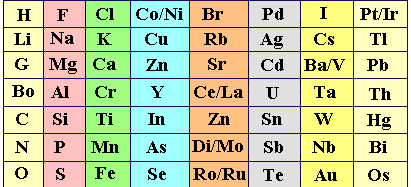 H F Cl Co/Ni Br Pd I Pt/Ir
Li Na K Cu Rb Ag Cs Tl
G Mg Ca Zn Sr Cd Ba/V Pb
Bo Al Cr Y Ce/La U Ta Th
C Si Ti In Zn Sn W Hg
N P Mn As Di/Mo Sb Nb Bi
O S Fe Se Ro/Ru Te Au Os